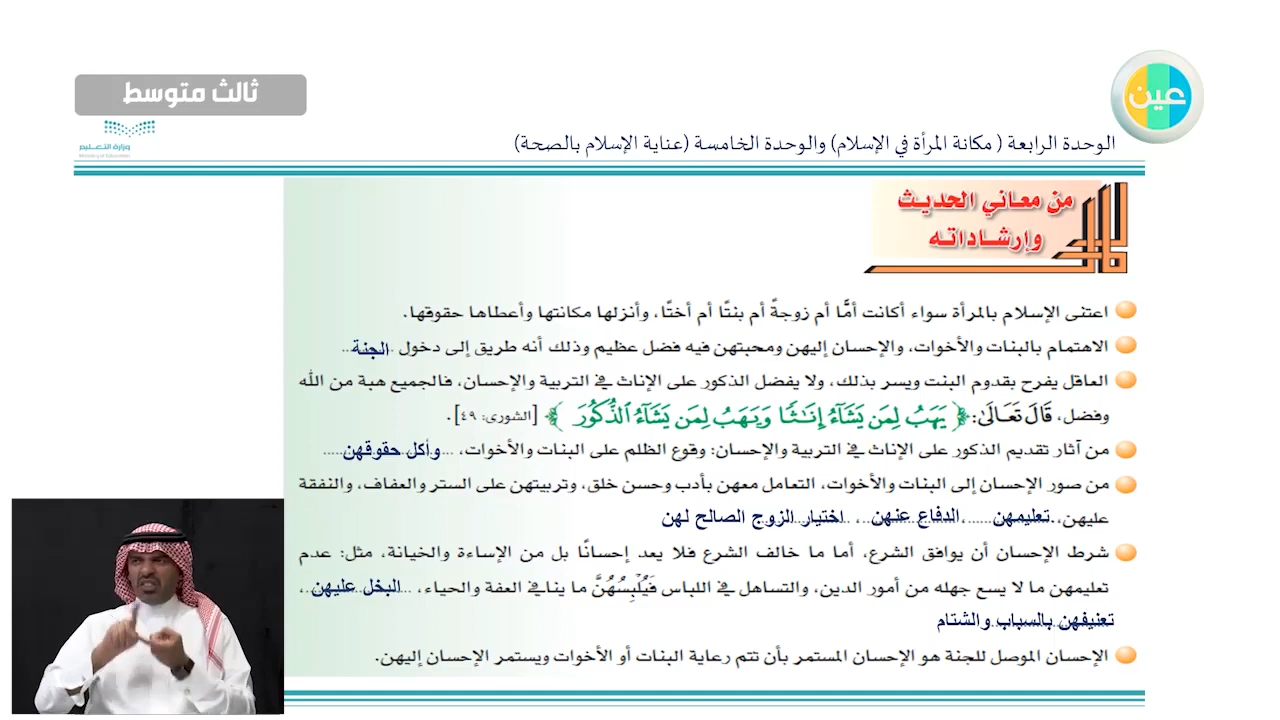 ثالث متوسط
عين
وزارة التعليم
Ministry of Education
الوحدة الرابعة ( مكانة المرأة في الإسلام) والوحدة الخامسة (عناية الإسلام بالصحة)
من معاني الحديث
وإرشاداته
اعتنى الإسلام بالمرأة سواء أكانت أمًّا أم زوجةً أم بنتًا أم أختًا، وأنزلها مكانتها وأعطاها حقوقها.
الاهتمام بالبنات والأخوات، والإحسان إليهن ومحبتهن فيه فضل عظيم وذلك أنه طريق إلى دخول الجنة..
العاقل يفرح بقدوم البنت ويسر بذلك، ولا يفضل الذكور على الإناث في التربية والإحسان، فالجميع هبة من الله
وفضل، قَالَ تَعَالَىٰ: ﴿ يَهَبُ لِمَن يَشَآءُ إِنَٰثًا وَيَهَبُ لِمَن يَشَآءُ ٱلذُّكُورَ ﴾ [الشورى: ٤٩].
من آثار تقديم الذكور على الإناث في التربية والإحسان: وقوع الظلم على البنات والأخوات، ...وأكل حقوقهن.....
من صور الإحسان إلى البنات والأخوات، التعامل معهن بأدب وحسن خلق، وتربيتهن على الستر والعفاف، والنفقة
عليهن،..تعليمهن......،.الدفاع عنهن..، ..اختيار الزوج الصالح لهن
شرط الإحسان أن يوافق الشرع، أما ما خالف الشرع فلا يعد إحسانًا بل من الإساءة والخيانة، مثل: عدم
تعليمهن ما لا يسع جهله من أمور الدين، والتساهل في اللباس فَيُلْبِسُهُنَّ ما ينافي العفة والحياء، ...البخل عليهن..،
تعنيفهن بالسباب والشتام
الإحسان الموصل للجنة هو الإحسان المستمر بأن تتم رعاية البنات أو الأخوات ويستمر الإحسان إليهن.